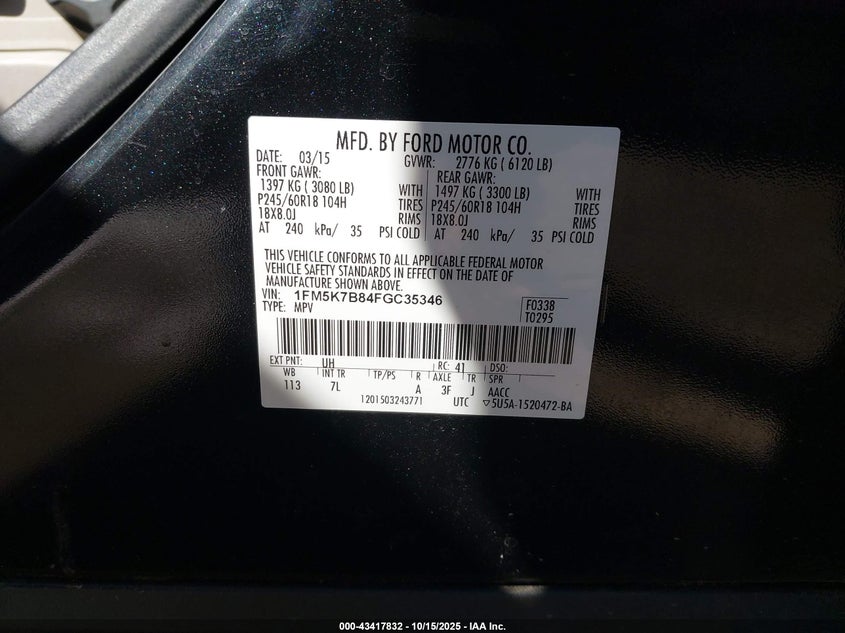 MFD. BY FORD MOTOR CO.
DATE: 03/15 GVWR: 2776 KG ( 6120 LB)
FRONT GAWR: REAR GAWR:
1397 KG ( 3080 LB) WITH 1497 KG ( 3300 LB) WITH
P245/60R18 104H TIRES P245/60R18 104H TIRES
18X8.0J RIMS 18X8.0J RIMS
AT 240 kPa/ 35 PSI COLD AT 240 kPa/ 35 PSI COLD
THIS VEHICLE CONFORMS TO ALL APPLICABLE FEDERAL MOTOR
VEHICLE SAFETY STANDARDS IN EFFECT ON THE DATE OF
MANUFACTURE SHOWN ABOVE.
VIN: 1FM5K7B84FGC35346 F0338
TYPE: MPV T0295
EXT PNT: UH RC: 41 DSO:
WB INT TR TP/PS R AXLE TR SPR
113 7L A 3F J AACC
1201503243771 UTC ▽5U5A-1520472-BA
000-43417832 - 10/15/2025 - IAA Inc.